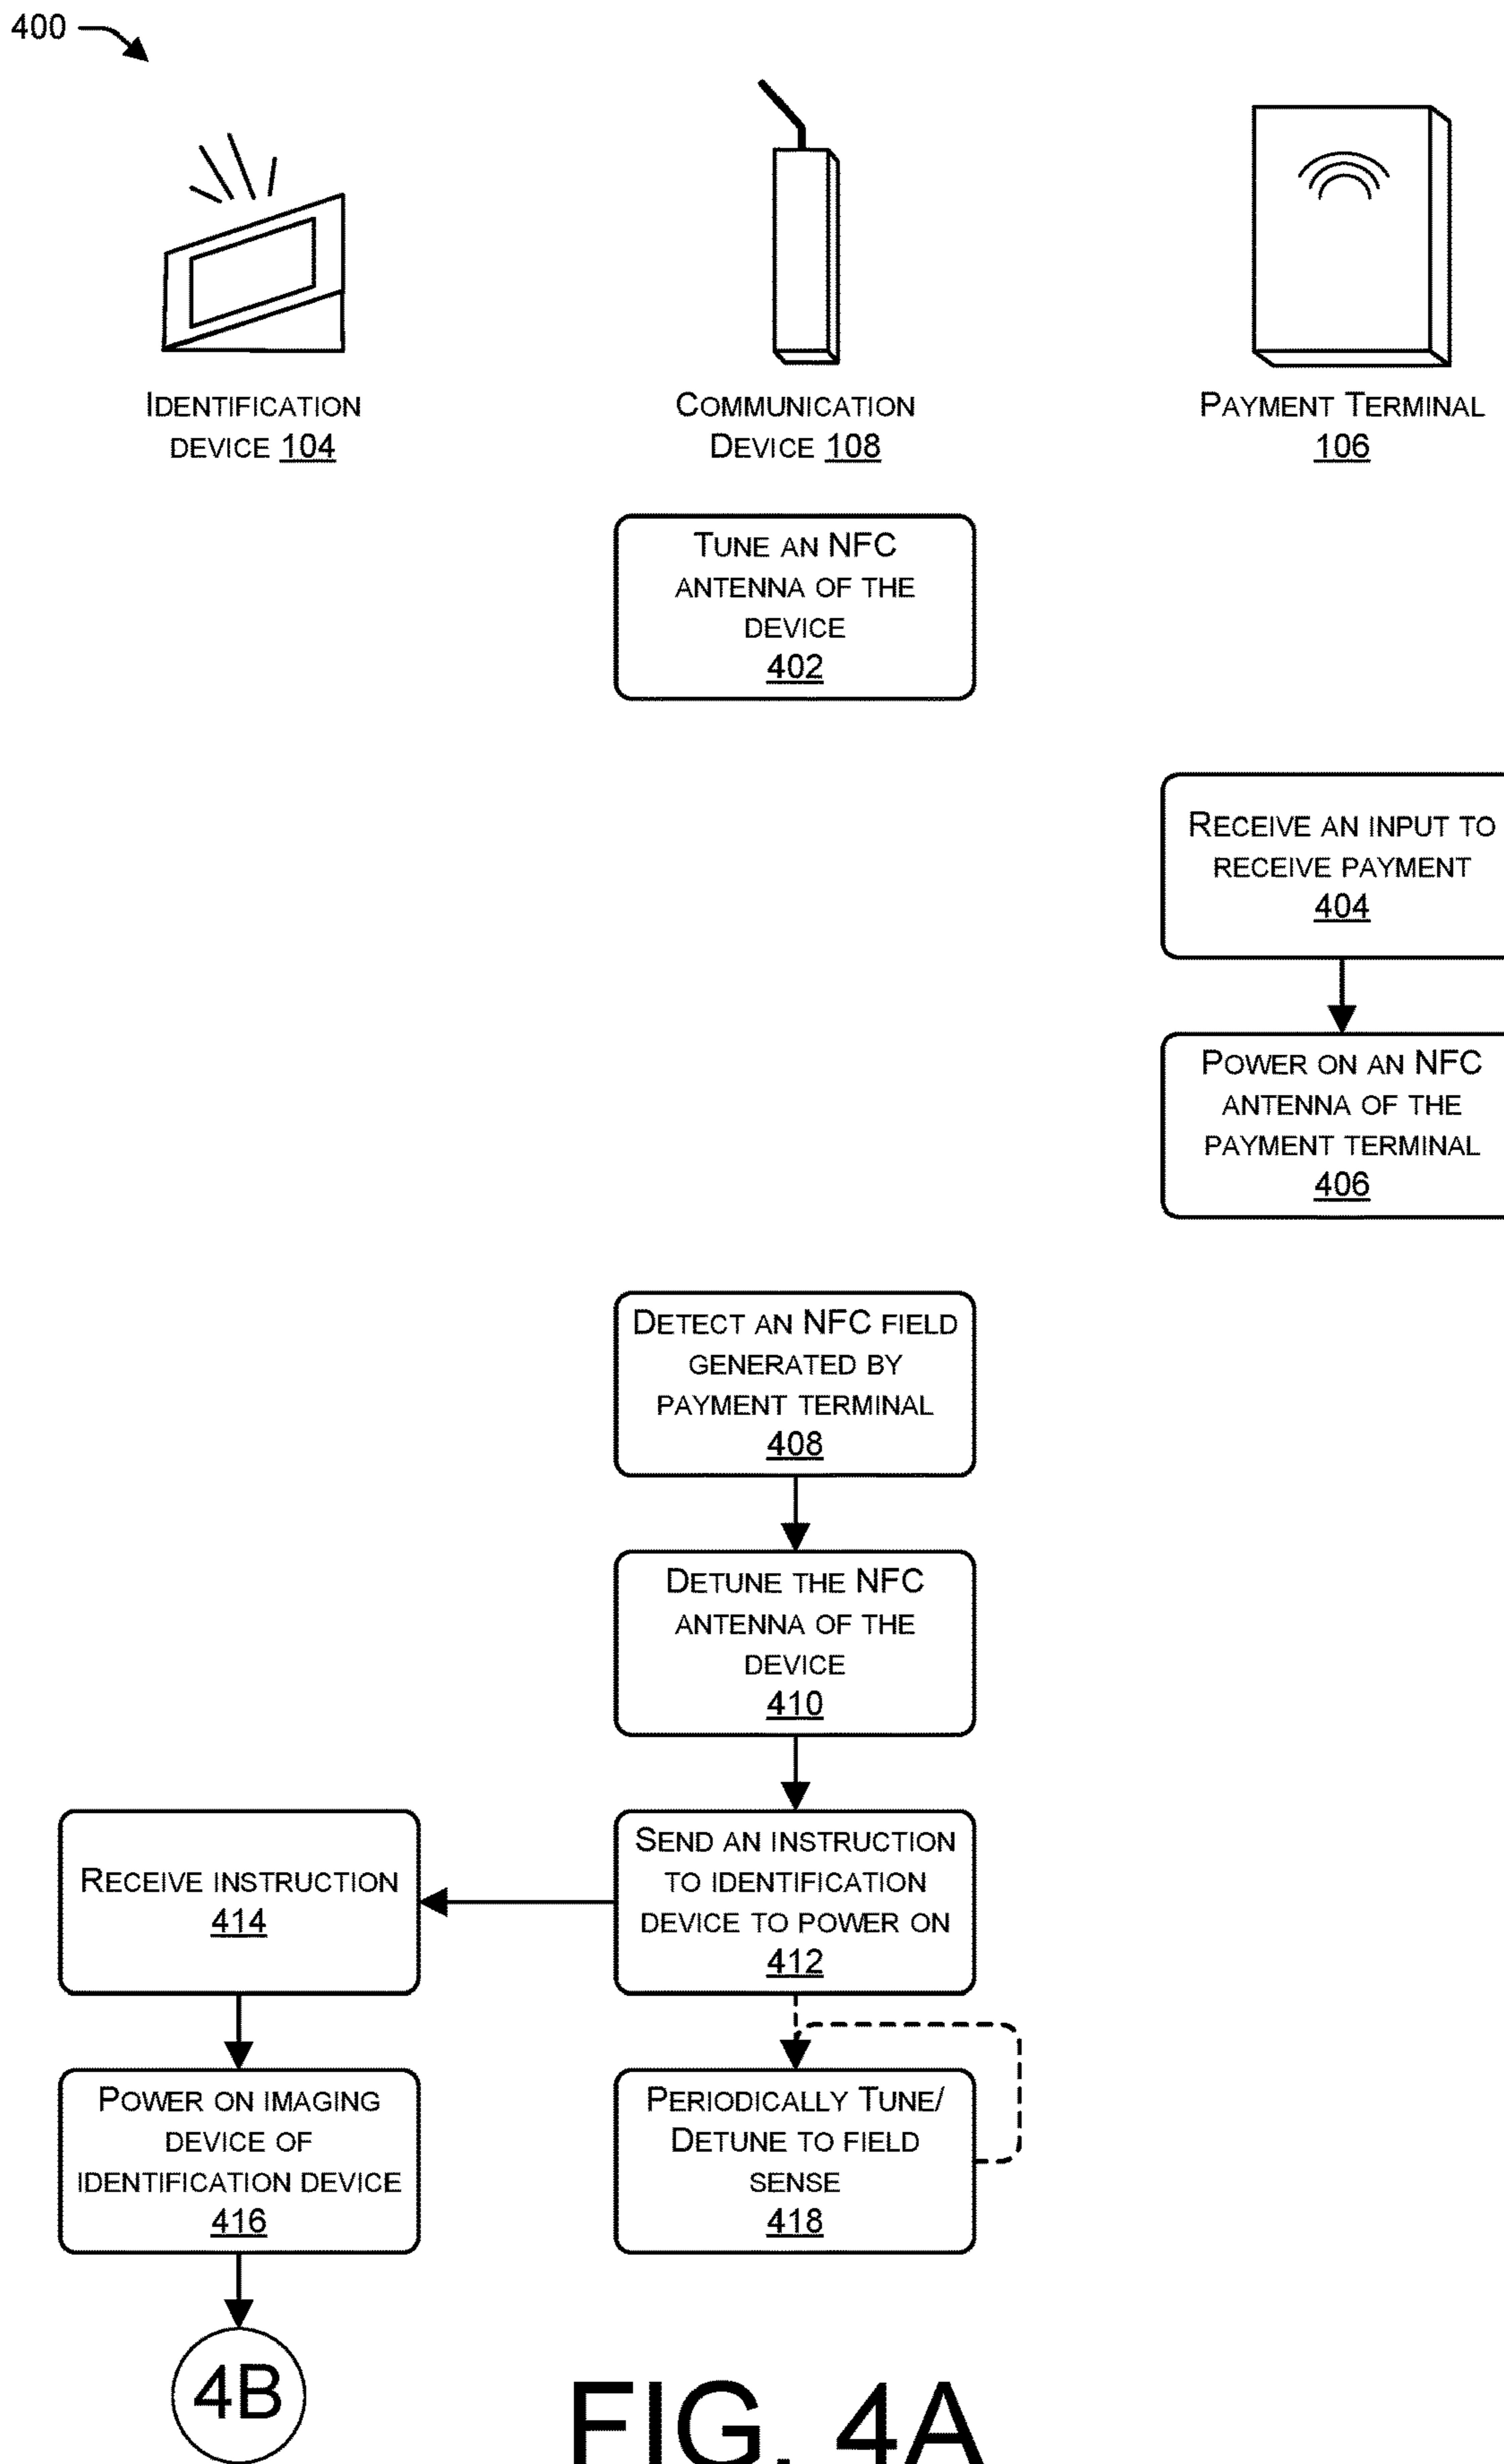 400
IDENTIFICATION
DEVICE 104
COMMUNICATION
DEVICE 108
PAYMENT TERMINAL
106
TUNE AN NFC
ANTENNA OF THE
DEVICE
402
RECEIVE AN INPUT TO
RECEIVE PAYMENT
404
POWER ON AN NFC
ANTENNA OF THE
PAYMENT TERMINAL
406
DETECT AN NFC FIELD
GENERATED BY
PAYMENT TERMINAL
408
DETUNE THE NFC
ANTENNA OF THE
DEVICE
410
SEND AN INSTRUCTION
TO IDENTIFICATION
DEVICE TO POWER ON
412
RECEIVE INSTRUCTION
414
POWER ON IMAGING
DEVICE OF
IDENTIFICATION DEVICE
416
PERIODICALLY TUNE/
DETUNE TO FIELD
SENSE
418
4B
FIG. 4A